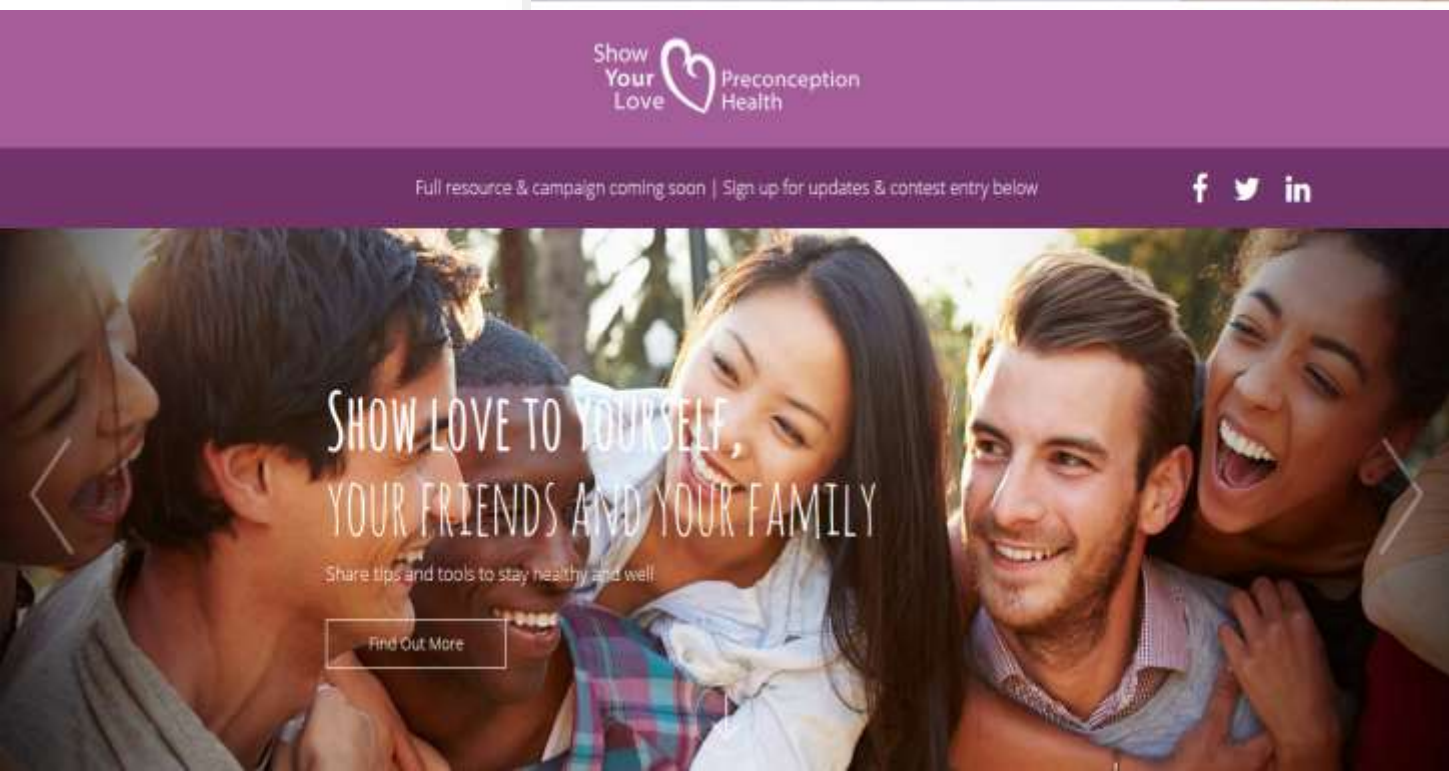 Show
Your
Love
Preconception
Health
Full resource & campaign coming soon | Sign up for updates & contest entry below
SHOW LOVE TO YOURSELF,
YOUR FRIENDS AND YOUR FAMILY
Share tips and tools to stay healthy and well
Find Out More